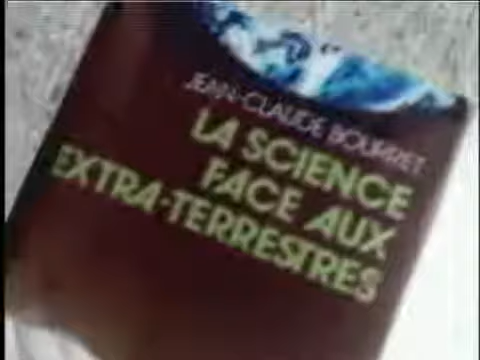 JEAN-CLAUDE BOURRET
LA SCIENCE
FACE AUX
EXTRA-TERRESTRES